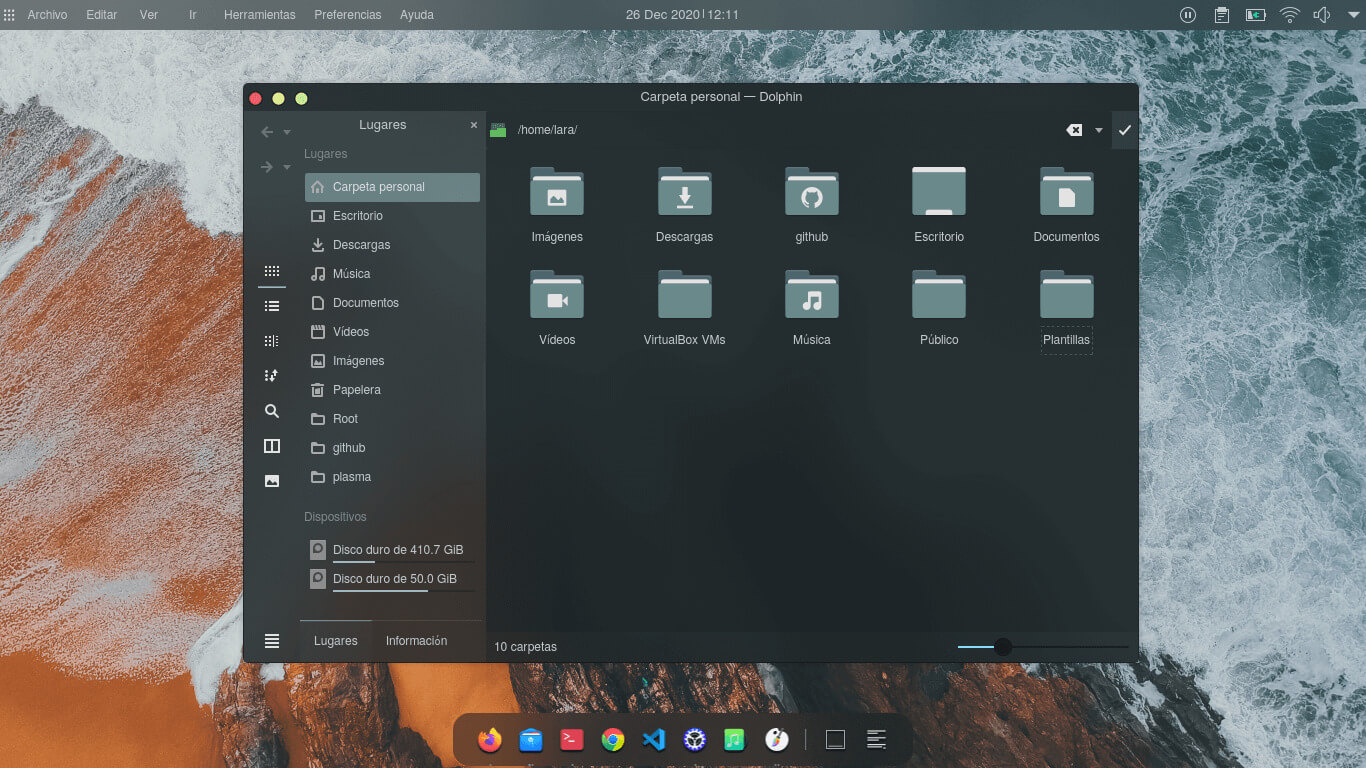 Archivo Editar Ver Ir Herramientas Preferencias Ayuda 26 Dec 2020|12:11
Carpeta personal — Dolphin
Lugares
/home/lara/
Lugares
Carpeta personal
Escritorio
Descargas
Música
Documentos
Vídeos
Imágenes
Papelera
Root
github
plasma
Dispositivos
Disco duro de 410.7 GiB
Disco duro de 50.0 GiB
Lugares Información
Imágenes Descargas github Escritorio Documentos
Vídeos VirtualBox VMs Música Público Plantillas
10 carpetas